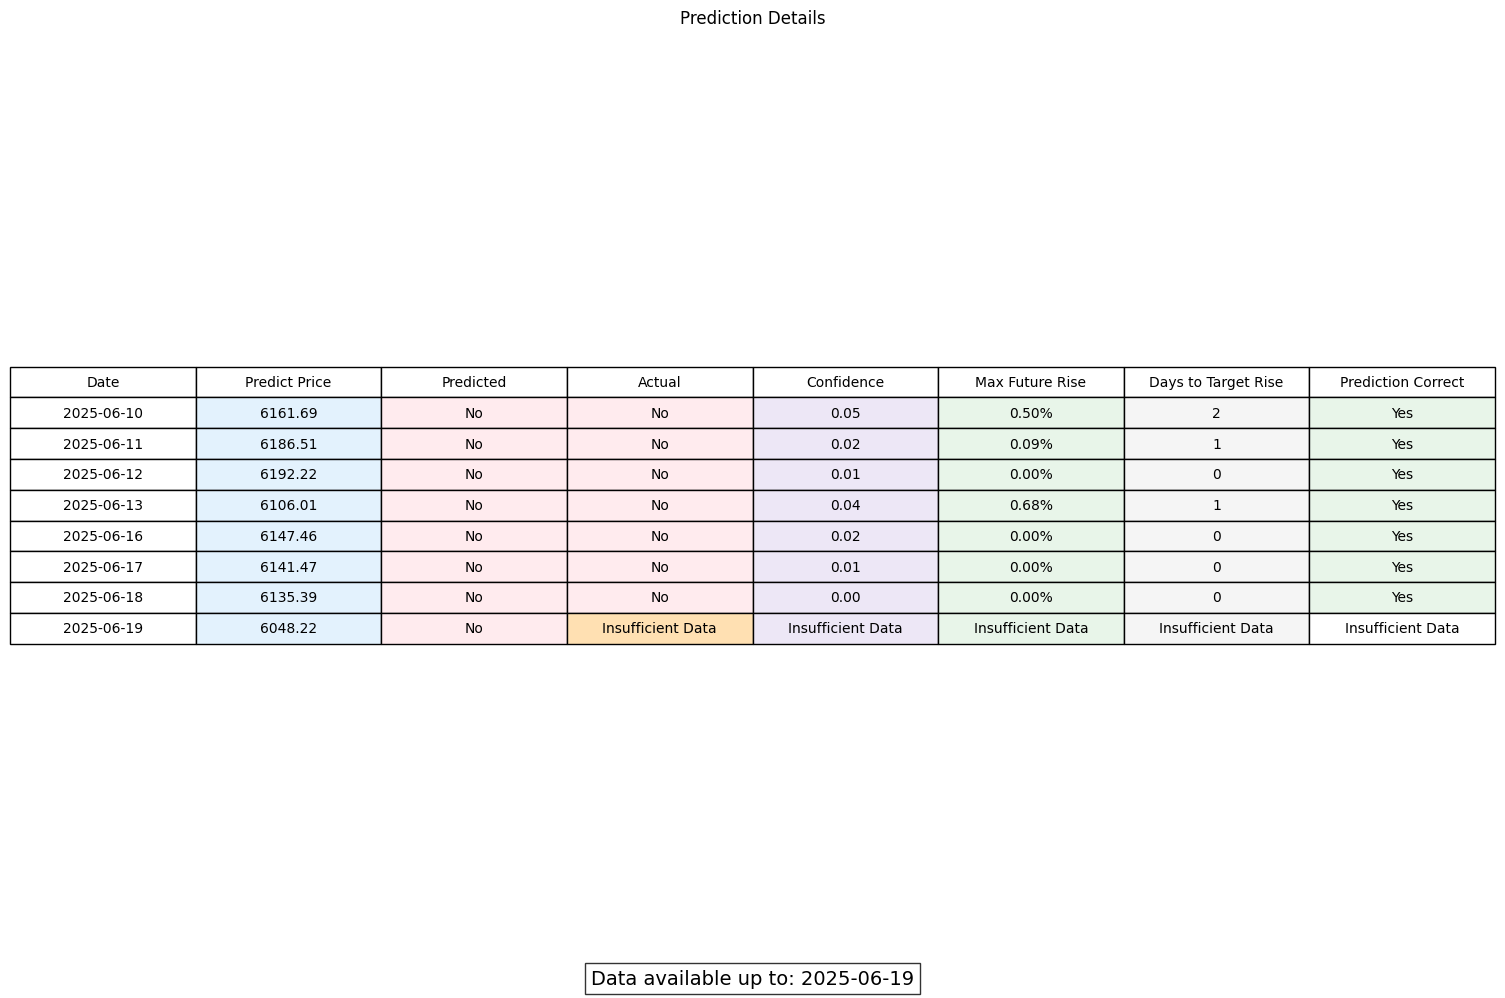 Prediction Details
Date Predict Price Predicted Actual Confidence Max Future Rise Days to Target Rise Prediction Correct
2025-06-10 6161.69 No No 0.05 0.50% 2 Yes
2025-06-11 6186.51 No No 0.02 0.09% 1 Yes
2025-06-12 6192.22 No No 0.01 0.00% 0 Yes
2025-06-13 6106.01 No No 0.04 0.68% 1 Yes
2025-06-16 6147.46 No No 0.02 0.00% 0 Yes
2025-06-17 6141.47 No No 0.01 0.00% 0 Yes
2025-06-18 6135.39 No No 0.00 0.00% 0 Yes
2025-06-19 6048.22 No Insufficient Data Insufficient Data Insufficient Data Insufficient Data Insufficient Data
Data available up to: 2025-06-19